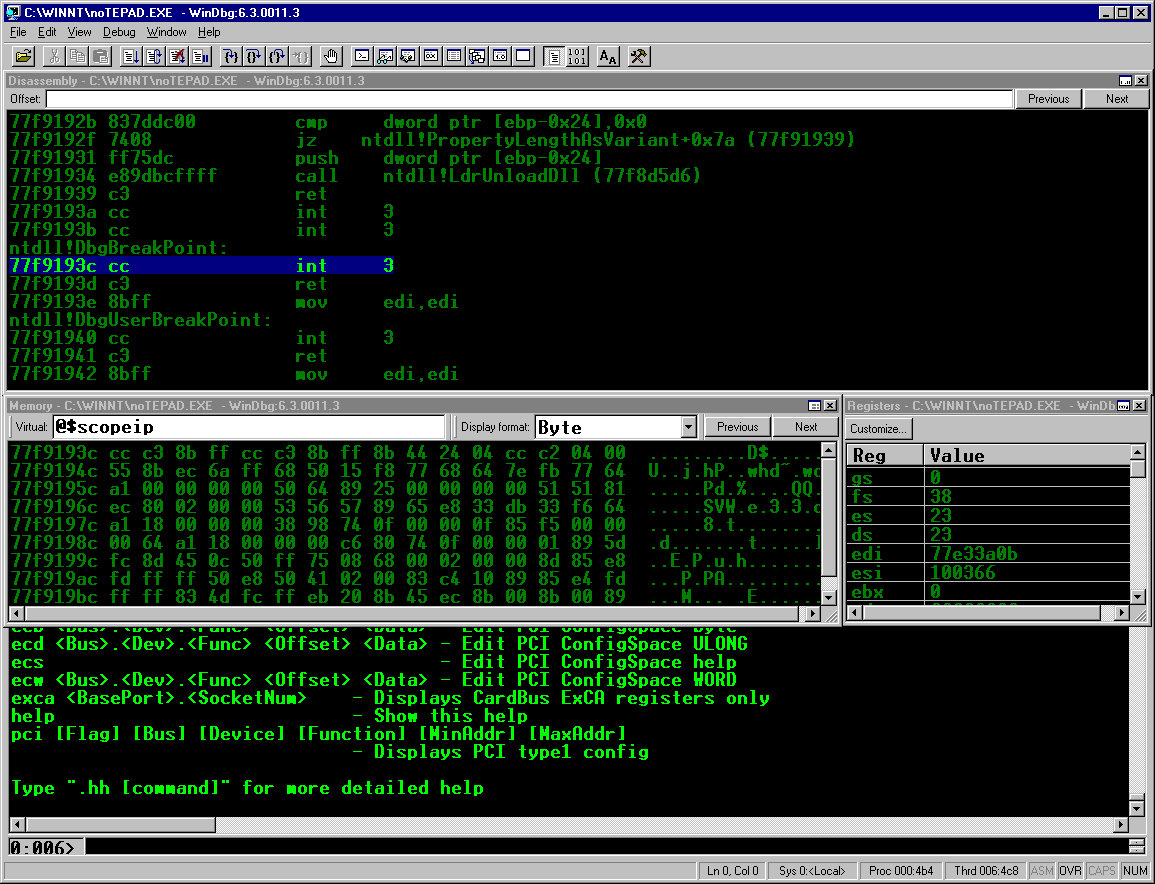 C:\WINNT\noTEPAD.EXE - WinDbg:6.3.0011.3
File Edit View Debug Window Help
Disassembly - C:\WINNT\noTEPAD.EXE - WinDbg:6.3.0011.3
Offset: Previous Next
77f9192b 837ddc00 cmp dword ptr [ebp-0x24],0x0
77f9192f 7408 jz ntdll!PropertyLengthAsVariant+0x7a (77f91939)
77f91931 ff75dc push dword ptr [ebp-0x24]
77f91934 e89dbcffff call ntdll!LdrUnloadDll (77f8d5d6)
77f91939 c3 ret
77f9193a cc int 3
77f9193b cc int 3
ntdll!DbgBreakPoint:
77f9193c cc int 3
77f9193d c3 ret
77f9193e 8bff mov edi,edi
ntdll!DbgUserBreakPoint:
77f91940 cc int 3
77f91941 c3 ret
77f91942 8bff mov edi,edi
Memory - C:\WINNT\noTEPAD.EXE - WinDbg:6.3.0011.3
Virtual: @$scopeip Display format: Byte Previous Next
77f9193c cc c3 8b ff cc c3 8b ff 8b 44 24 04 cc c2 04 00 .........D$.....
77f9194c 55 8b ec 6a ff 68 50 15 f8 77 68 64 7e fb 77 64 U..j.hP..whd~.wd
77f9195c a1 00 00 00 00 50 64 89 25 00 00 00 00 51 51 81 .....Pd.%....QQ.
77f9196c ec 80 02 00 00 53 56 57 89 65 e8 33 db 33 f6 64 .....SVW.e.3.3.d
77f9197c a1 18 00 00 00 38 98 74 0f 00 00 0f 85 f5 00 00 .....8.t........
77f9198c 00 64 a1 18 00 00 00 c6 80 74 0f 00 00 01 89 5d .d.......t.....]
77f9199c fc 8d 45 0c 50 ff 75 08 68 00 02 00 00 8d 85 e8 ..E.P.u.h.......
77f919ac fd ff ff 50 e8 50 41 02 00 83 c4 10 89 85 e4 fd ...P.PA.........
77f919bc ff ff 83 4d fc ff eb 20 8b 45 ec 8b 00 8b 00 89 ...M... .E......
Registers - C:\WINNT\noTEPAD.EXE - WinDb
Customize...
Reg Value
gs 0
fs 38
es 23
ds 23
edi 77e33a0b
esi 100366
ebx 0
ecb <Bus>.<Dev>.<Func> <Offset> <Data> - Edit PCI ConfigSpace Byte
ecd <Bus>.<Dev>.<Func> <Offset> <Data> - Edit PCI ConfigSpace ULONG
ecs - Edit PCI ConfigSpace help
ecw <Bus>.<Dev>.<Func> <Offset> <Data> - Edit PCI ConfigSpace WORD
exca <BasePort>.<SocketNum> - Displays CardBus ExCA registers only
help - Show this help
pci [Flag] [Bus] [Device] [Function] [MinAddr] [MaxAddr]
- Displays PCI type1 config
Type ".hh [command]" for more detailed help
0:006>
Ln 0, Col 0 Sys 0:<Local> Proc 000:4b4 Thrd 006:4c8 ASM OVR CAPS NUM